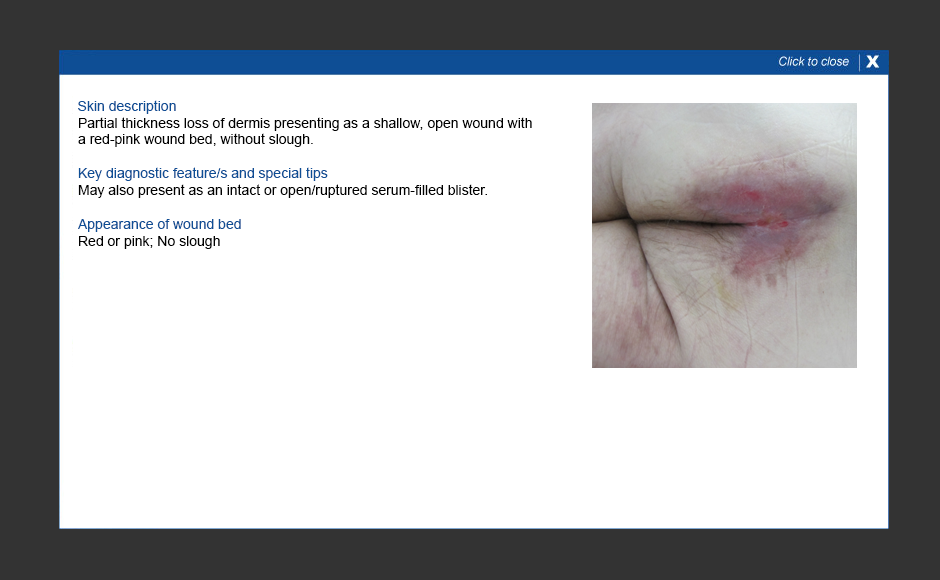 Click to close X
Skin description
Partial thickness loss of dermis presenting as a shallow, open wound with
a red-pink wound bed, without slough.
Key diagnostic feature/s and special tips
May also present as an intact or open/ruptured serum-filled blister.
Appearance of wound bed
Red or pink; No slough